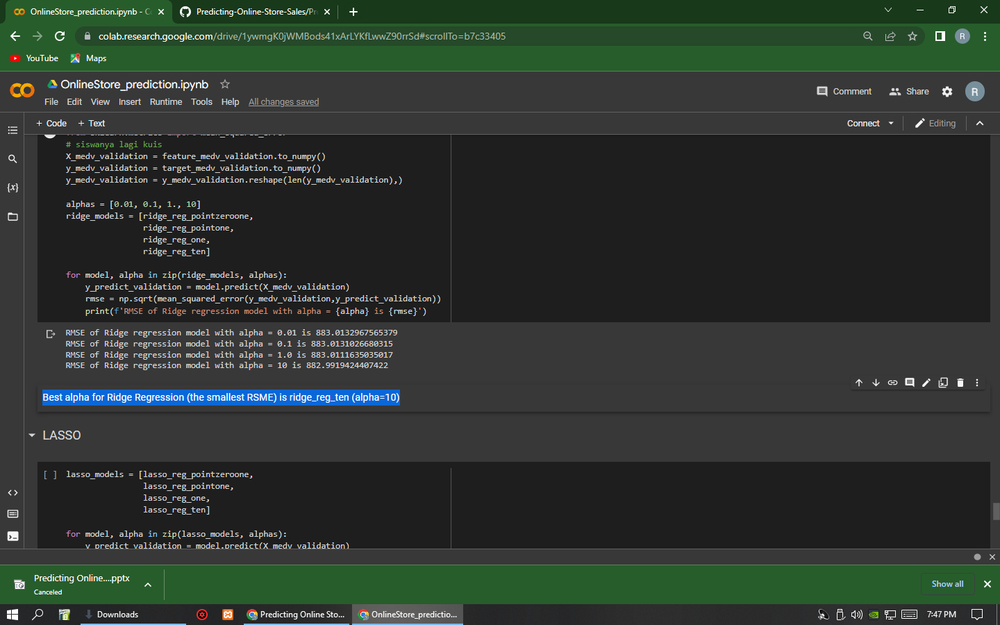 OnlineStore_prediction.ipynb - C
Predicting-Online-Store-Sales/Pr
colab.research.google.com/drive/1ywmgK0jWMBods41xArLYKfLwwZ90rrSd#scrollTo=b7c33405
R
YouTube
Maps
OnlineStore_prediction.ipynb
Comment
Share
R
File Edit View Insert Runtime Tools Help All changes saved
+ Code + Text
Connect
Editing
# siswanya lagi kuis
X_medv_validation = feature_medv_validation.to_numpy()
y_medv_validation = target_medv_validation.to_numpy()
y_medv_validation = y_medv_validation.reshape(len(y_medv_validation),)
alphas = [0.01, 0.1, 1., 10]
ridge_models = [ridge_reg_pointzeroone,
ridge_reg_pointone,
ridge_reg_one,
ridge_reg_ten]
for model, alpha in zip(ridge_models, alphas):
y_predict_validation = model.predict(X_medv_validation)
rmse = np.sqrt(mean_squared_error(y_medv_validation,y_predict_validation))
print(f'RMSE of Ridge regression model with alpha = {alpha} is {rmse}')
RMSE of Ridge regression model with alpha = 0.01 is 883.0132967565379
RMSE of Ridge regression model with alpha = 0.1 is 883.0131026680315
RMSE of Ridge regression model with alpha = 1.0 is 883.0111635035017
RMSE of Ridge regression model with alpha = 10 is 882.9919424407422
Best alpha for Ridge Regression (the smallest RSME) is ridge_reg_ten (alpha=10)
LASSO
[ ] lasso_models = [lasso_reg_pointzeroone,
lasso_reg_pointone,
lasso_reg_one,
lasso_reg_ten]
for model, alpha in zip(lasso_models, alphas):
y_predict_validation = model.predict(X_medv_validation)
Predicting Online....pptx
Canceled
Show all
Downloads
Predicting Online Sto...
OnlineStore_predictio...
7:47 PM